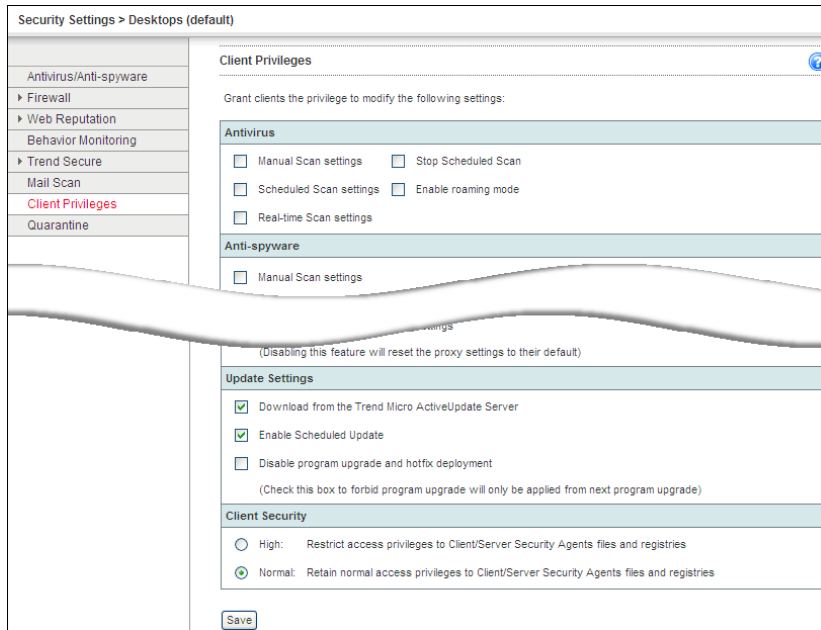 Security Settings > Desktops (default)
Antivirus/Anti-spyware
Firewall
Web Reputation
Behavior Monitoring
Trend Secure
Mail Scan
Client Privileges
Quarantine
Client Privileges
?
Grant clients the privilege to modify the following settings:
Antivirus
Manual Scan settings Stop Scheduled Scan
Scheduled Scan settings Enable roaming mode
Real-time Scan settings
Anti-spyware
Manual Scan settings
(Disabling this feature will reset the proxy settings to their default)
Update Settings
Download from the Trend Micro ActiveUpdate Server
Enable Scheduled Update
Disable program upgrade and hotfix deployment
(Check this box to forbid program upgrade will only be applied from next program upgrade)
Client Security
High: Restrict access privileges to Client/Server Security Agents files and registries
Normal: Retain normal access privileges to Client/Server Security Agents files and registries
Save